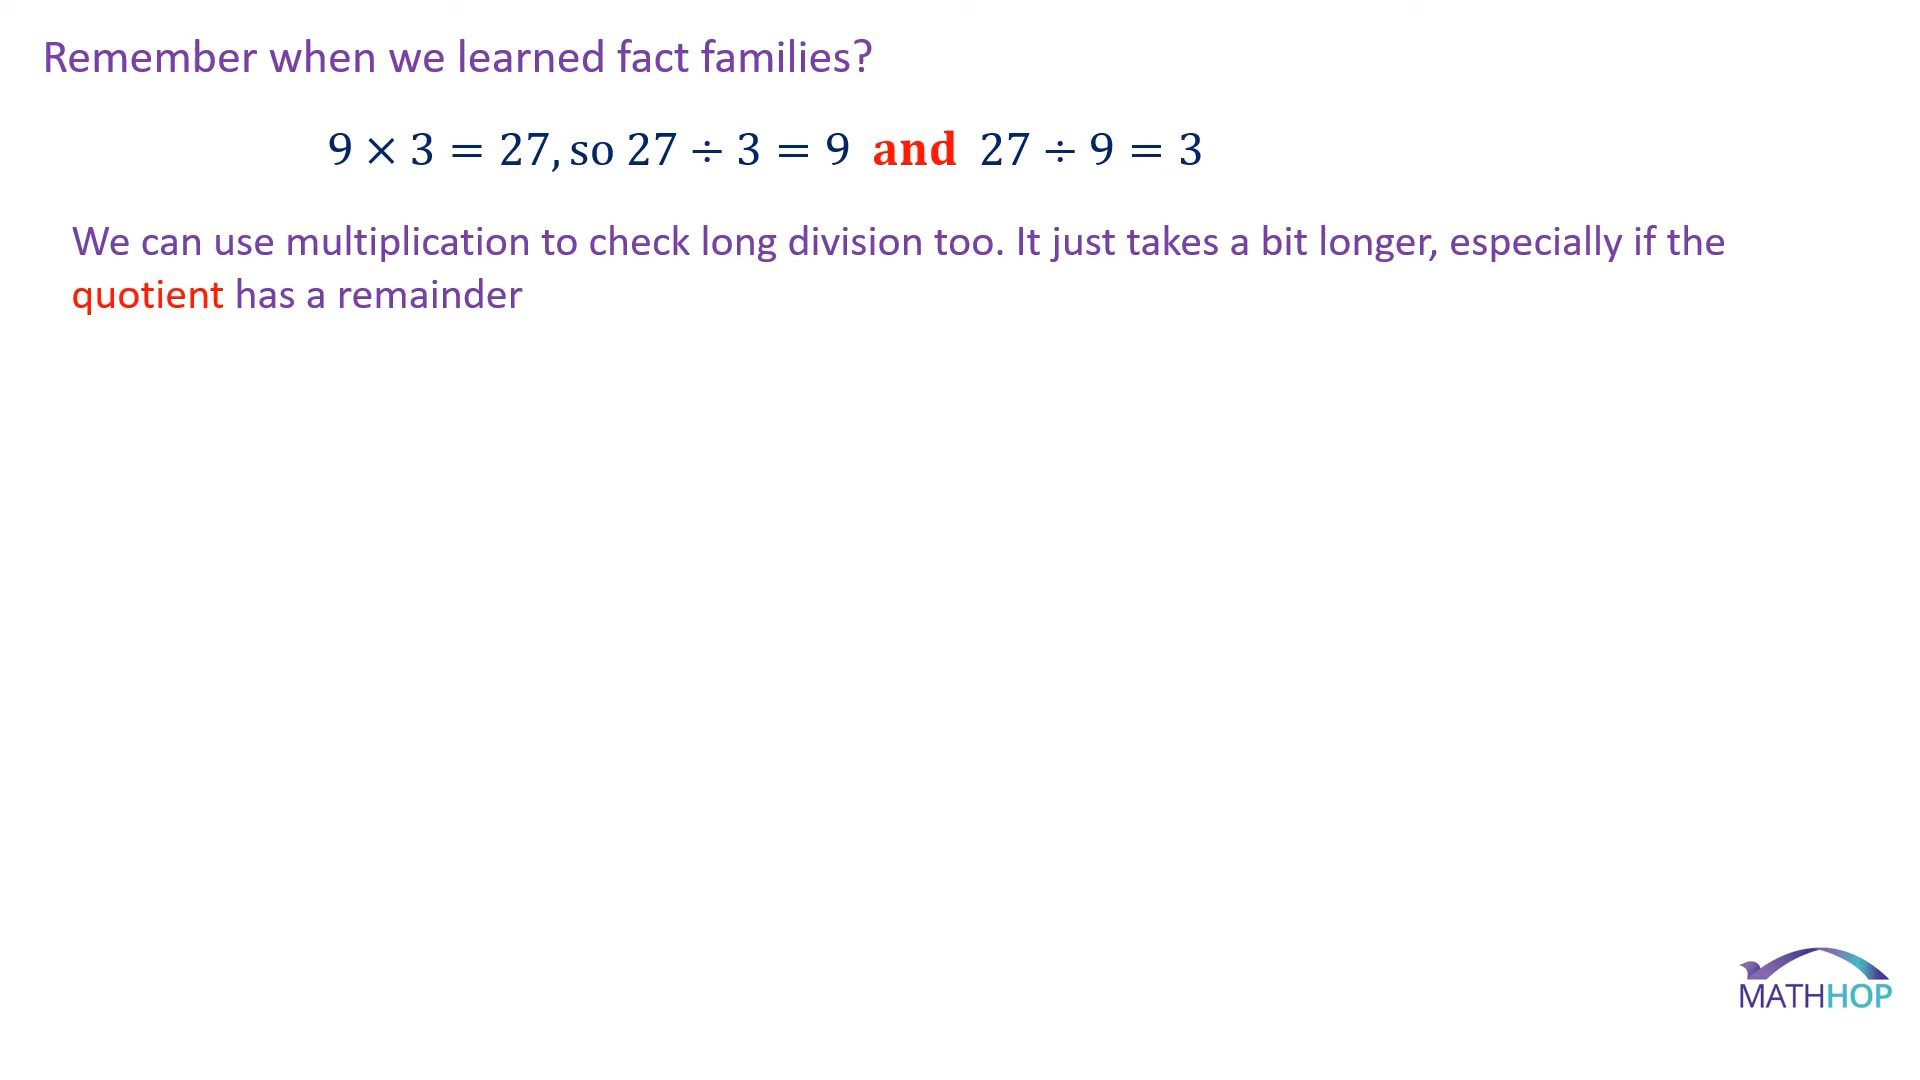 Remember when we learned fact families?
9 × 3 = 27, so 27 ÷ 3 = 9 and 27 ÷ 9 = 3
We can use multiplication to check long division too. It just takes a bit longer, especially if the
quotient has a remainder
MATHHOP